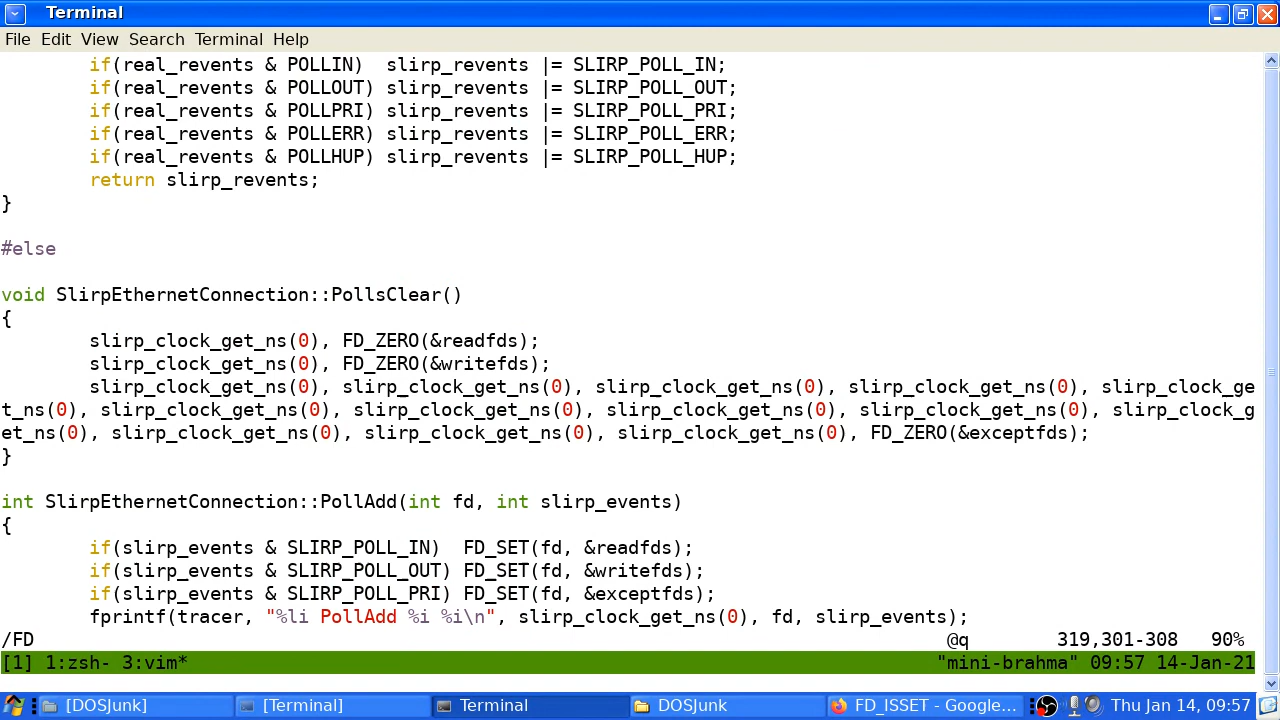 Terminal
File Edit View Search Terminal Help
if(real_revents & POLLIN)  slirp_revents |= SLIRP_POLL_IN;
if(real_revents & POLLOUT) slirp_revents |= SLIRP_POLL_OUT;
if(real_revents & POLLPRI) slirp_revents |= SLIRP_POLL_PRI;
if(real_revents & POLLERR) slirp_revents |= SLIRP_POLL_ERR;
if(real_revents & POLLHUP) slirp_revents |= SLIRP_POLL_HUP;
return slirp_revents;
}
#else
void SlirpEthernetConnection::PollsClear()
{
slirp_clock_get_ns(0), FD_ZERO(&readfds);
slirp_clock_get_ns(0), FD_ZERO(&writefds);
slirp_clock_get_ns(0), slirp_clock_get_ns(0), slirp_clock_get_ns(0), slirp_clock_get_ns(0), slirp_clock_ge
t_ns(0), slirp_clock_get_ns(0), slirp_clock_get_ns(0), slirp_clock_get_ns(0), slirp_clock_get_ns(0), slirp_clock_g
et_ns(0), slirp_clock_get_ns(0), slirp_clock_get_ns(0), slirp_clock_get_ns(0), FD_ZERO(&exceptfds);
}
int SlirpEthernetConnection::PollAdd(int fd, int slirp_events)
{
if(slirp_events & SLIRP_POLL_IN)  FD_SET(fd, &readfds);
if(slirp_events & SLIRP_POLL_OUT) FD_SET(fd, &writefds);
if(slirp_events & SLIRP_POLL_PRI) FD_SET(fd, &exceptfds);
fprintf(tracer, "%li PollAdd %i %i\n", slirp_clock_get_ns(0), fd, slirp_events);
/FD @q 319,301-308 90%
[1] 1:zsh- 3:vim* "mini-brahma" 09:57 14-Jan-21
[DOSJunk] [Terminal] Terminal DOSJunk FD_ISSET - Google... Thu Jan 14, 09:57